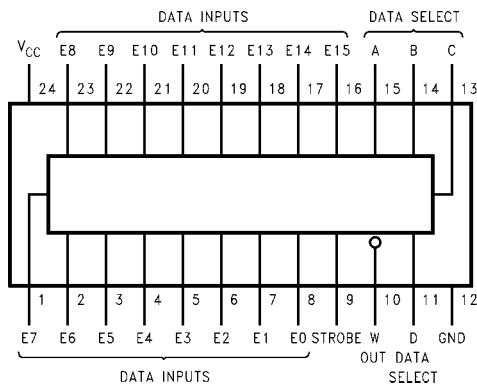 DATA INPUTS DATA SELECT
VCC E8 E9 E10 E11 E12 E13 E14 E15 A B C
24 23 22 21 20 19 18 17 16 15 14 13
1 2 3 4 5 6 7 8 9 10 11 12
E7 E6 E5 E4 E3 E2 E1 E0 STROBE W D GND
OUT DATA
DATA INPUTS SELECT